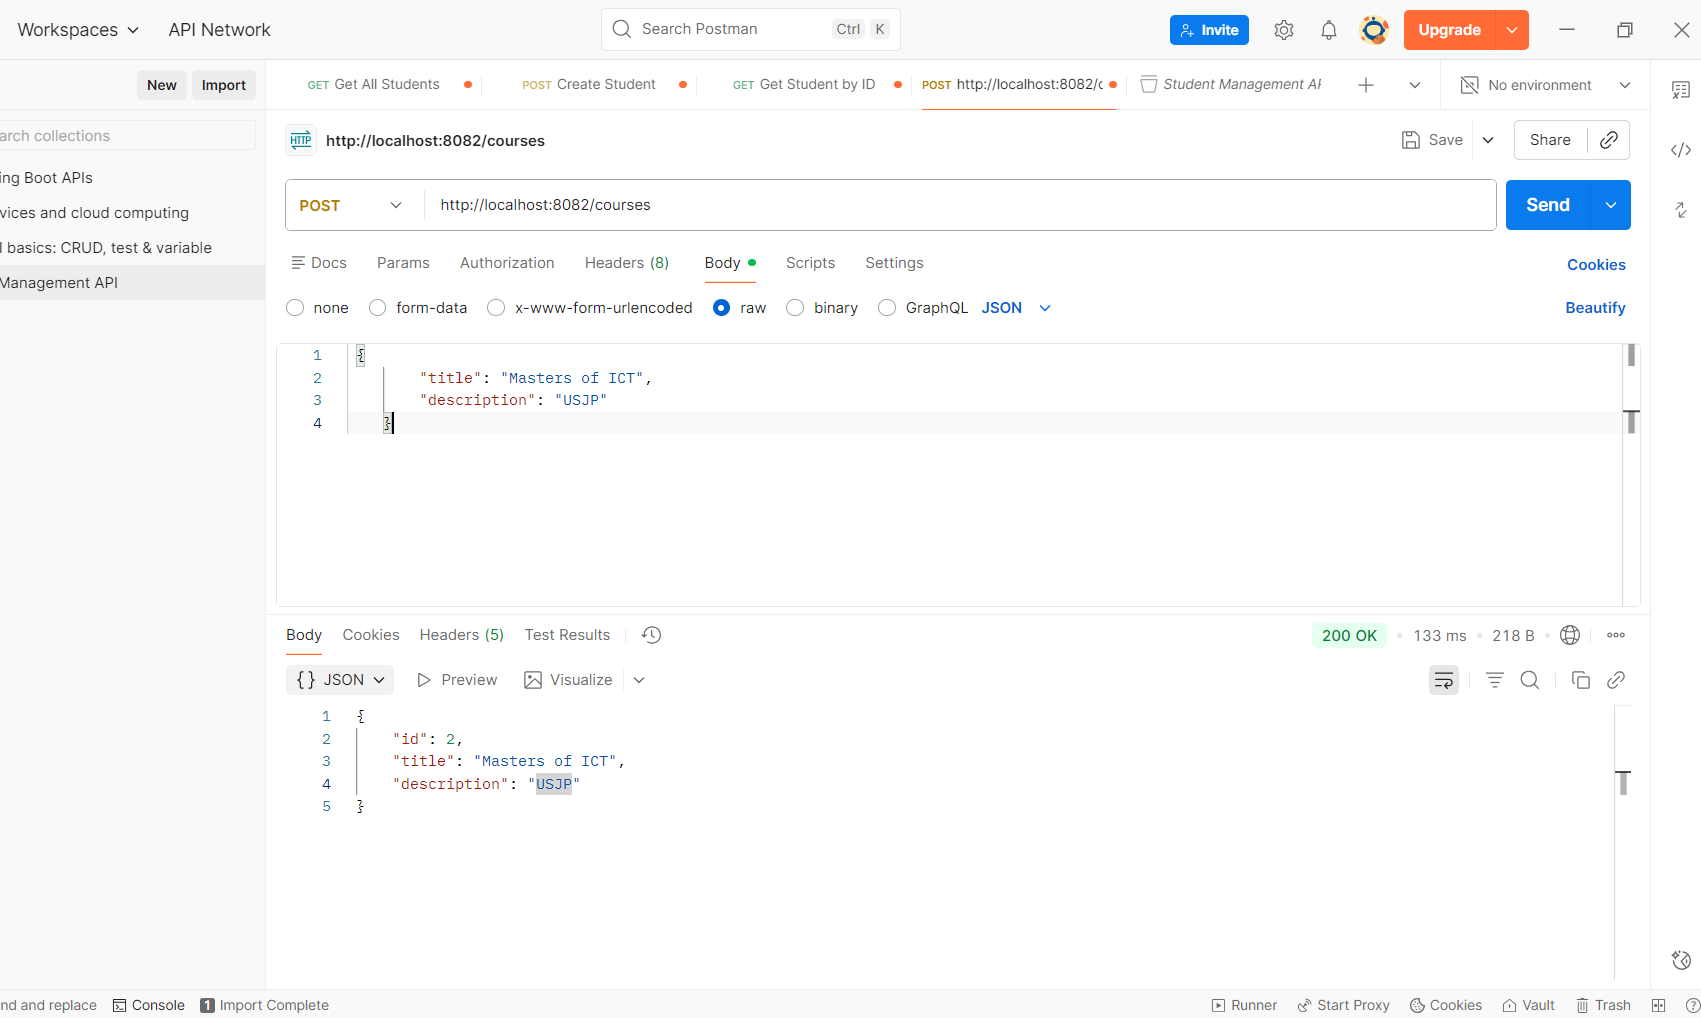 Workspaces API Network Search Postman Ctrl K Invite Upgrade
New Import
GET Get All Students POST Create Student GET Get Student by ID POST http://localhost:8082/c Student Management AP No environment
arch collections
HTTP http://localhost:8082/courses Save Share
ing Boot APIs
vices and cloud computing
I basics: CRUD, test & variable
Management API
POST http://localhost:8082/courses Send
Docs Params Authorization Headers (8) Body Scripts Settings Cookies
none form-data x-www-form-urlencoded raw binary GraphQL JSON Beautify
1 {
2 "title": "Masters of ICT",
3 "description": "USJP"
4 }
Body Cookies Headers (5) Test Results 200 OK 133 ms 218 B
{} JSON Preview Visualize
1 {
2 "id": 2,
3 "title": "Masters of ICT",
4 "description": "USJP"
5 }
nd and replace Console 1 Import Complete Runner Start Proxy Cookies Vault Trash